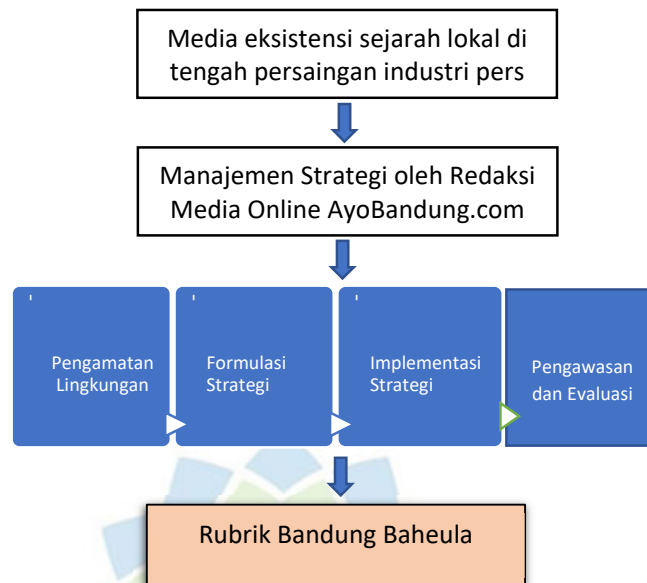 Media eksistensi sejarah lokal di
tengah persaingan industri pers
Manajemen Strategi oleh Redaksi
Media Online AyoBandung.com
Pengamatan
Lingkungan
Formulasi
Strategi
Implementasi
Strategi
Pengawasan
dan Evaluasi
Rubrik Bandung Baheula